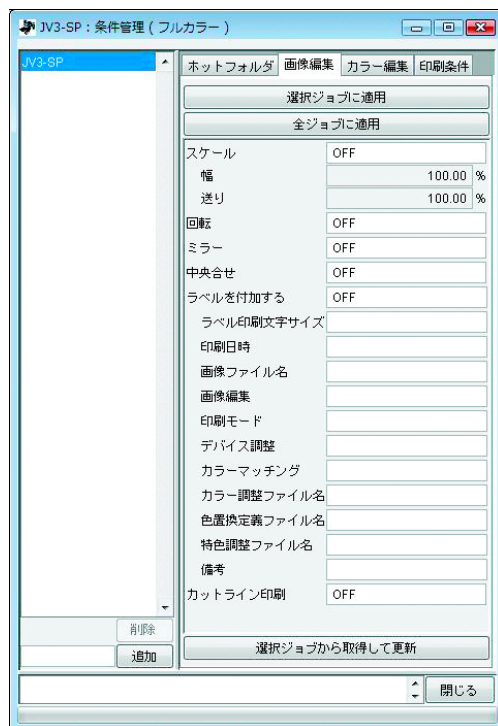 JV3-SP : 条件管理 ( フルカラー )
JV3-SP
ホットフォルダ 画像編集 カラー編集 印刷条件
選択ジョブに適用
全ジョブに適用
スケール OFF
幅 100.00 %
送り 100.00 %
回転 OFF
ミラー OFF
中央合せ OFF
ラベルを付加する OFF
ラベル印刷文字サイズ
印刷日時
画像ファイル名
画像編集
印刷モード
デバイス調整
カラーマッチング
カラー調整ファイル名
色置換定義ファイル名
特色調整ファイル名
備考
カットライン印刷 OFF
削除
追加
選択ジョブから取得して更新
閉じる